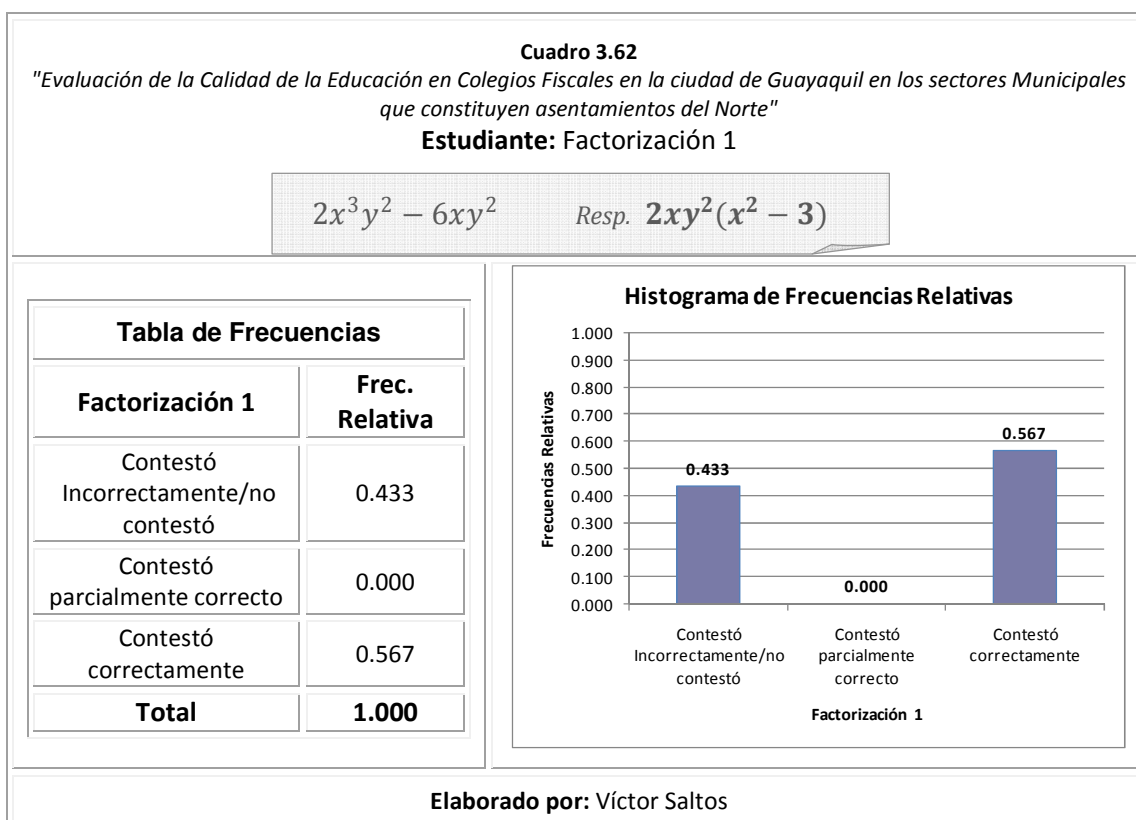 Cuadro 3.62
"Evaluación de la Calidad de la Educación en Colegios Fiscales en la ciudad de Guayaquil en los sectores Municipales
que constituyen asentamientos del Norte"
Estudiante: Factorización 1
2x³y² − 6xy² Resp. 2xy²(x² − 3)
Tabla de Frecuencias
Factorización 1
Frec.
Relativa
Contestó
Incorrectamente/no
contestó
0.433
Contestó
parcialmente correcto
0.000
Contestó
correctamente
0.567
Total
1.000
Histograma de Frecuencias Relativas
Frecuencias Relativas
1.000
0.900
0.800
0.700
0.600
0.500
0.400
0.300
0.200
0.100
0.000
0.433
0.000
0.567
Contestó
Incorrectamente/no
contestó
Contestó
parcialmente
correcto
Contestó
correctamente
Factorización 1
Elaborado por: Víctor Saltos